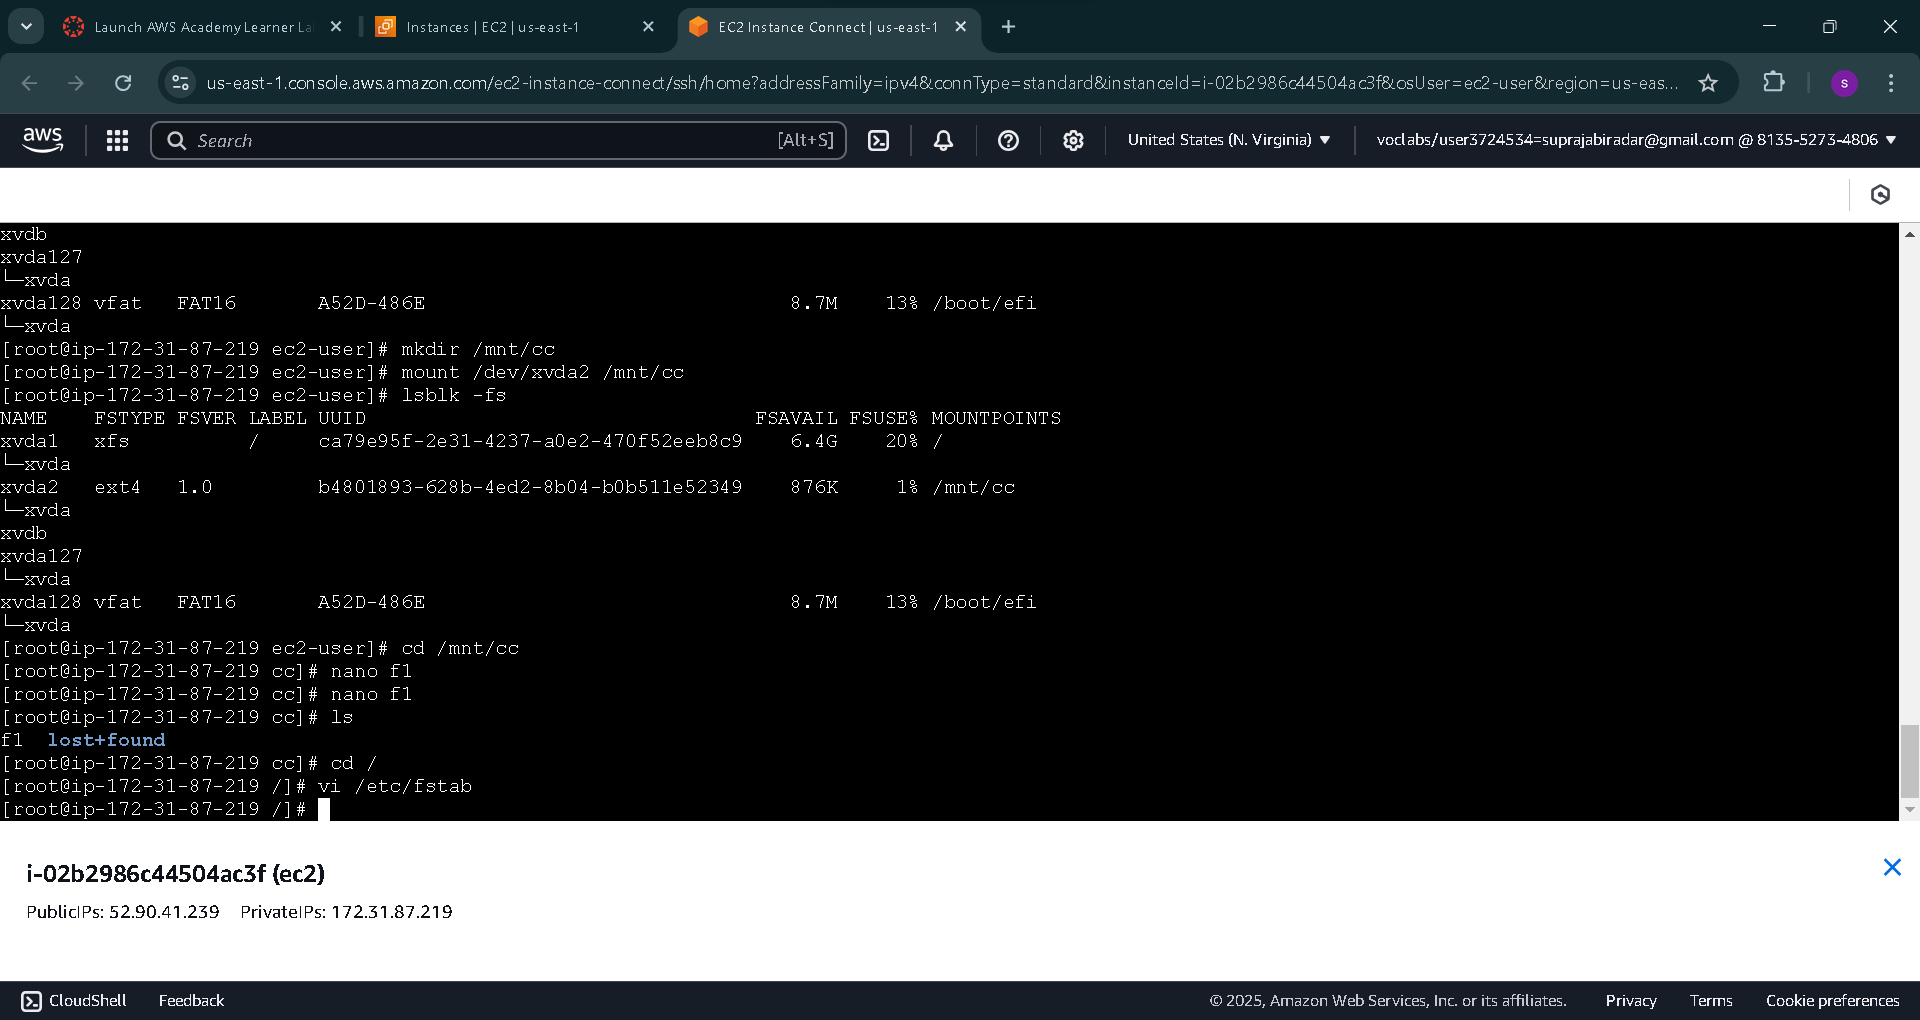 Launch AWS Academy Learner La
Instances | EC2 | us-east-1
EC2 Instance Connect | us-east-1
us-east-1.console.aws.amazon.com/ec2-instance-connect/ssh/home?addressFamily=ipv4&connType=standard&instanceId=i-02b2986c44504ac3f&osUser=ec2-user&region=us-eas...
S
aws
Search [Alt+S]
United States (N. Virginia) ▼
voclabs/user3724534=suprajabiradar@gmail.com @ 8135-5273-4806 ▼
xvdb
xvda127
└─xvda
xvda128 vfat   FAT16       A52D-486E                               8.7M    13% /boot/efi
└─xvda
[root@ip-172-31-87-219 ec2-user]# mkdir /mnt/cc
[root@ip-172-31-87-219 ec2-user]# mount /dev/xvda2 /mnt/cc
[root@ip-172-31-87-219 ec2-user]# lsblk -fs
NAME    FSTYPE FSVER LABEL UUID                                 FSAVAIL FSUSE% MOUNTPOINTS
xvda1   xfs          /     ca79e95f-2e31-4237-a0e2-470f52eeb8c9    6.4G    20% /
└─xvda
xvda2   ext4   1.0         b4801893-628b-4ed2-8b04-b0b511e52349    876K     1% /mnt/cc
└─xvda
xvdb
xvda127
└─xvda
xvda128 vfat   FAT16       A52D-486E                               8.7M    13% /boot/efi
└─xvda
[root@ip-172-31-87-219 ec2-user]# cd /mnt/cc
[root@ip-172-31-87-219 cc]# nano f1
[root@ip-172-31-87-219 cc]# nano f1
[root@ip-172-31-87-219 cc]# ls
f1  lost+found
[root@ip-172-31-87-219 cc]# cd /
[root@ip-172-31-87-219 /]# vi /etc/fstab
[root@ip-172-31-87-219 /]#
i-02b2986c44504ac3f (ec2)
PublicIPs: 52.90.41.239    PrivateIPs: 172.31.87.219
CloudShell Feedback
© 2025, Amazon Web Services, Inc. or its affiliates. Privacy Terms Cookie preferences